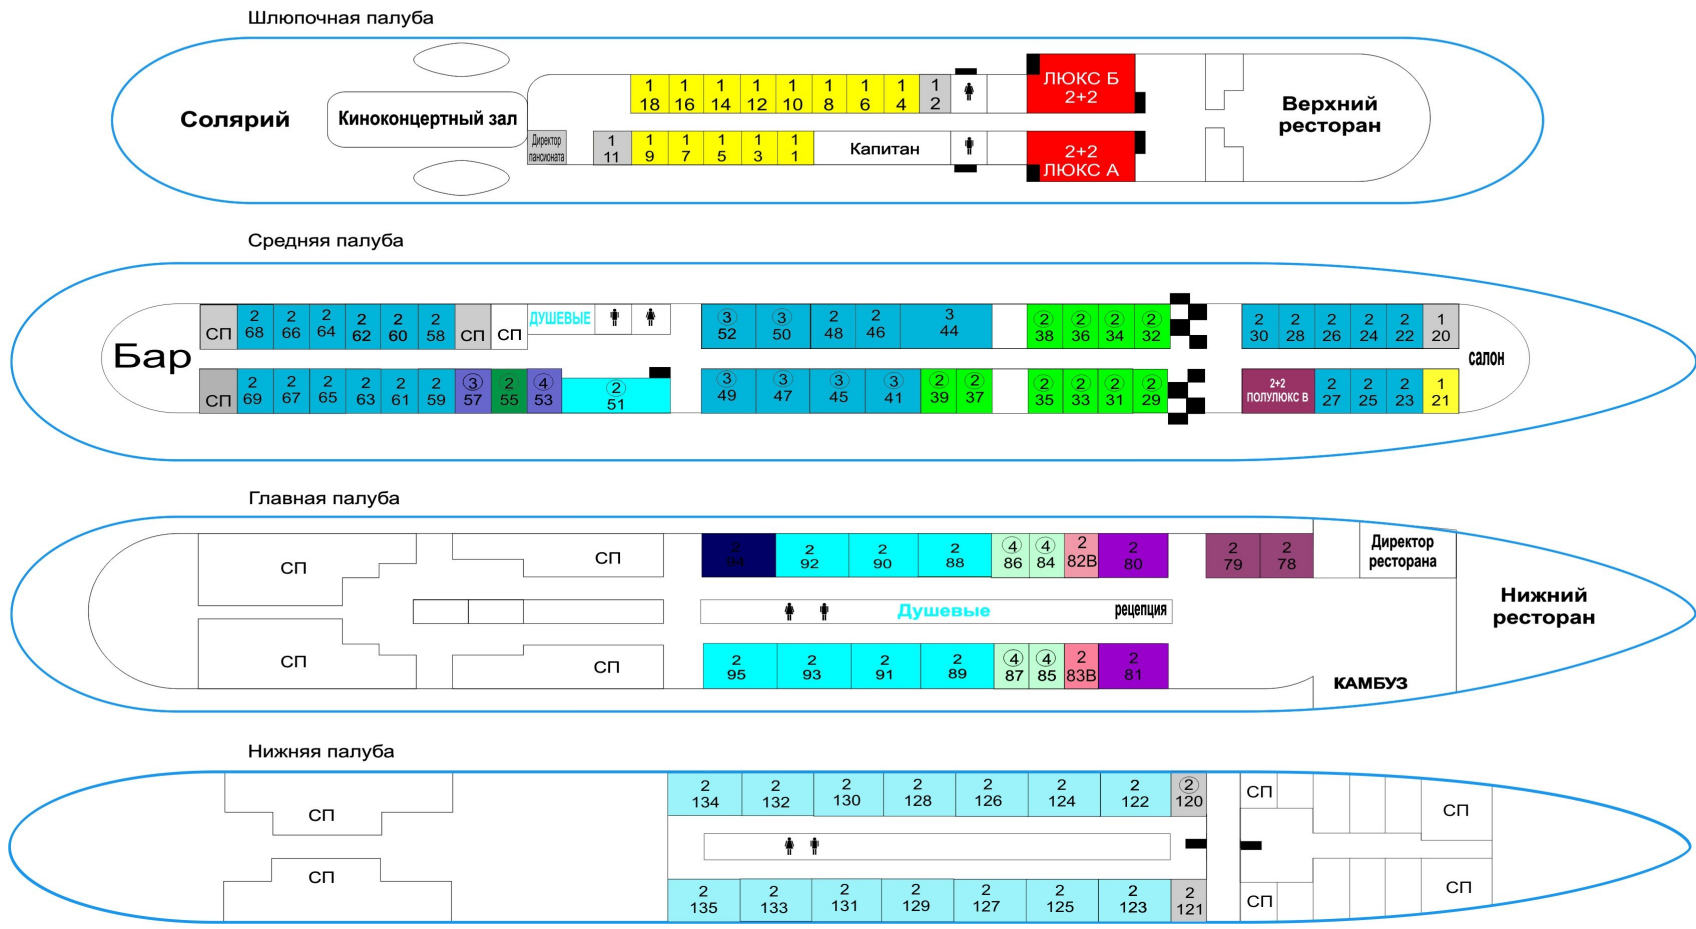 Шлюпочная палуба
1 1 1 1 1 1 1 1 1
18 16 14 12 10 8 6 4 2
ЛЮКС Б
2+2
Солярий
Киноконцертный зал
Верхний
ресторан
Директор
пансионата
1 1 1 1 1 1
11 9 7 5 3 1
Капитан
2+2
ЛЮКС А
Средняя палуба
СП
2 2 2 2 2 2
68 66 64 62 60 58
СП СП
ДУШЕВЫЕ
3 3 2 2 3
52 50 48 46 44
2 2 2 2
38 36 34 32
2 2 2 2 2 1
30 28 26 24 22 20
Бар
салон
СП
2 2 2 2 2 2 3 2 4 2
69 67 65 63 61 59 57 55 53 51
3 3 3 3 2 2
49 47 45 41 39 37
2 2 2 2
35 33 31 29
2+2
ПОЛУЛЮКС В
2 2 2 1
27 25 23 21
Главная палуба
СП
СП
2 2 2 2 4 4 2 2
94 92 90 88 86 84 82В 80
2 2
79 78
Директор
ресторана
Душевые
рецепция
Нижний
ресторан
СП
СП
2 2 2 2 4 4 2 2
95 93 91 89 87 85 83В 81
КАМБУЗ
Нижняя палуба
СП
2 2 2 2 2 2 2 2
134 132 130 128 126 124 122 120
СП
СП
СП
2 2 2 2 2 2 2 2
135 133 131 129 127 125 123 121
СП
СП